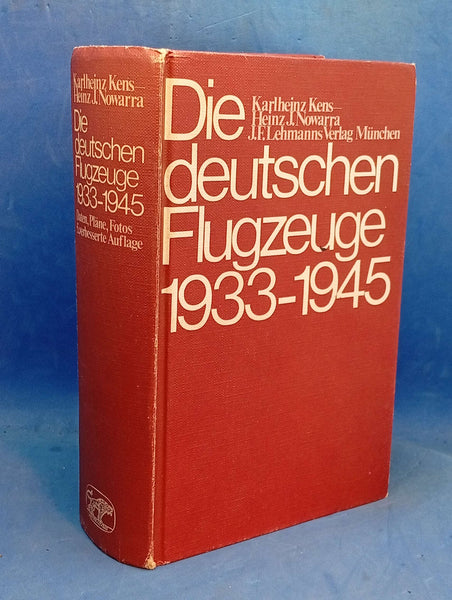 Karlheinz Kens—
Heinz J. Nowarra
Die
deutschen
Flugzeuge
1933-1945
Daten, Pläne, Fotos
verbesserte Auflage
Die
Karlheinz Kens—
Heinz J. Nowarra
J. F. Lehmanns Verlag München
deutschen
Flugzeuge
1933-1945